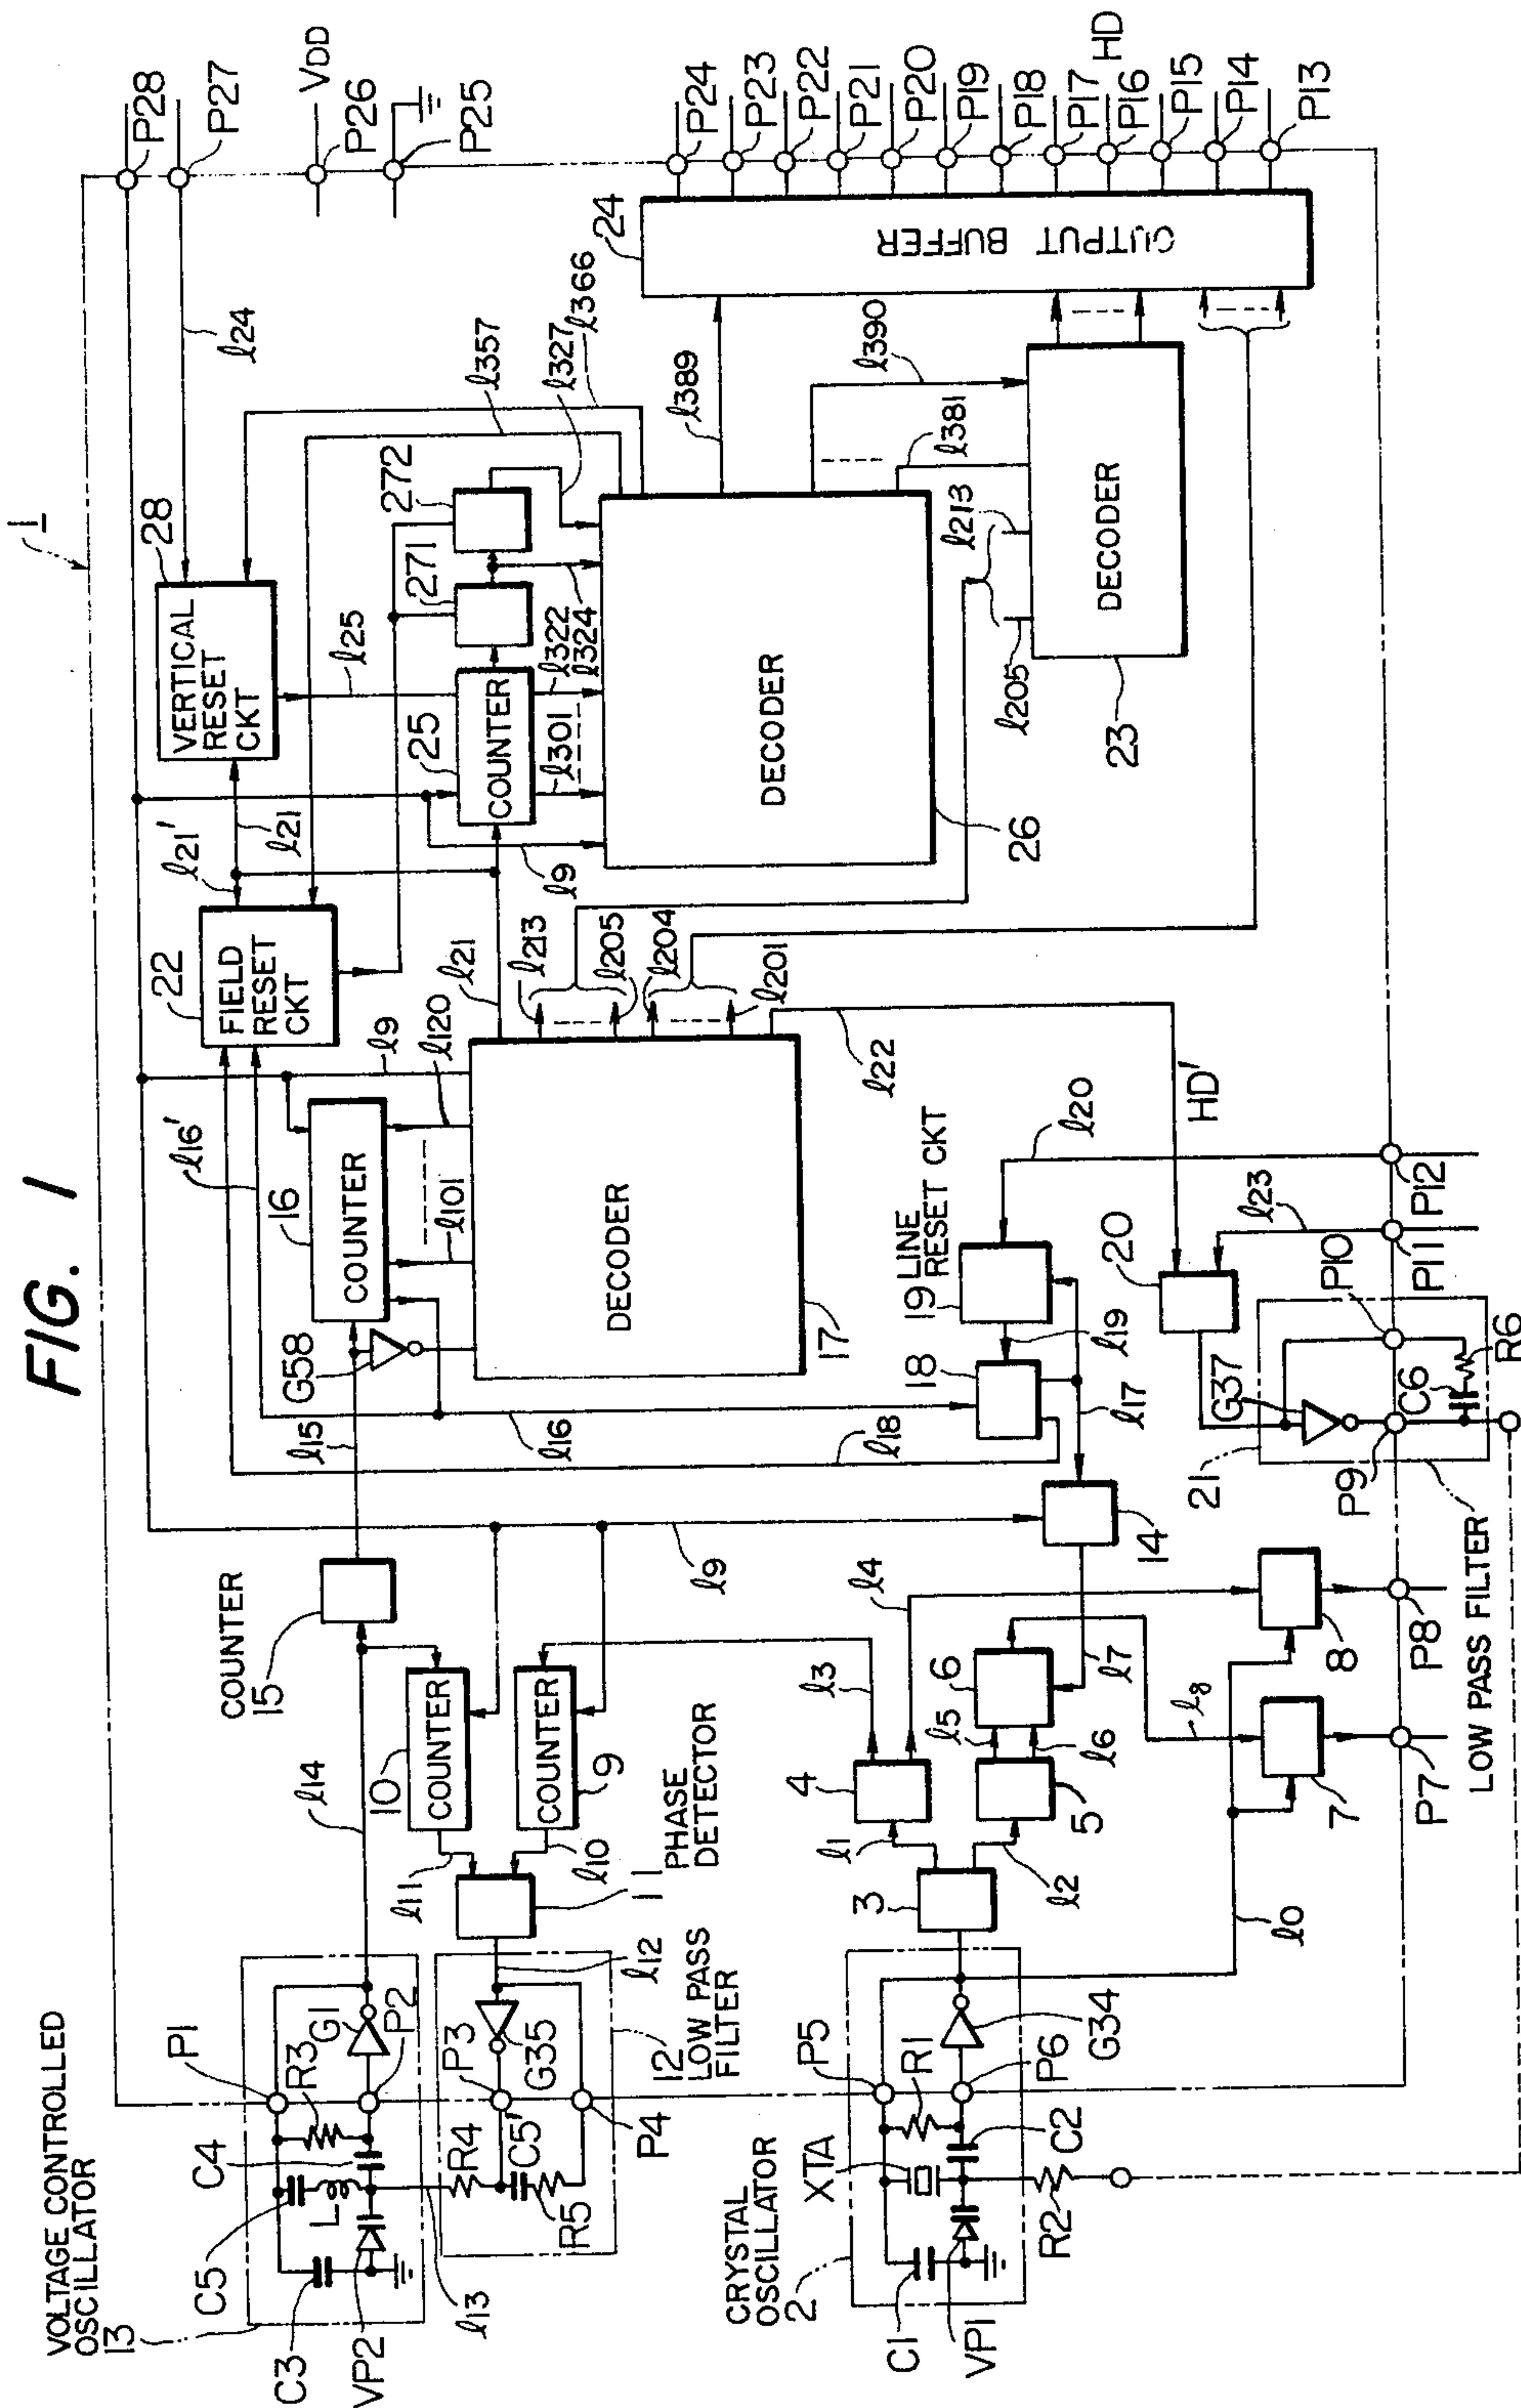 FIG. 1
1
VOLTAGE CONTROLLED
OSCILLATOR
13
C5
C3
VP2
L
C4
R3
P1
G1
P2
l13
R4
C5'
R5
P3
P4
G35
12
LOW PASS
FILTER
l12
11
PHASE
DETECTOR
l11
l10
10
COUNTER
COUNTER
9
l14
COUNTER
15
l15
l3
l4
l9
CRYSTAL
OSCILLATOR
2
C1
VP1
XTA
R1
C2
R2
P5
P6
G34
l0
3
l1
l2
4
5
l5
l6
6
l7
l8
7
8
P7
P8
14
LOW PASS FILTER
21
P9
G37
C6
R6
P10
P11
P12
20
l23
l20
HD'
l22
18
19 LINE
RESET CKT
l19
l17
l18
l16
l16'
G58
16
COUNTER
l101
l120
l9
DECODER
17
l21
l213
l205
l204
l201
22
FIELD
RESET
CKT
l21'
l21
28
VERTICAL
RESET
CKT
l24
l25
25
COUNTER
l301
l322
l324
271
272
l357
l327
l366
l9
DECODER
26
l389
l390
l381
l213
l205
DECODER
23
24
OUTPUT BUFFER
P28
P27
P26
VDD
P25
P24
P23
P22
P21
P20
P19
P18
P17
HD
P16
P15
P14
P13